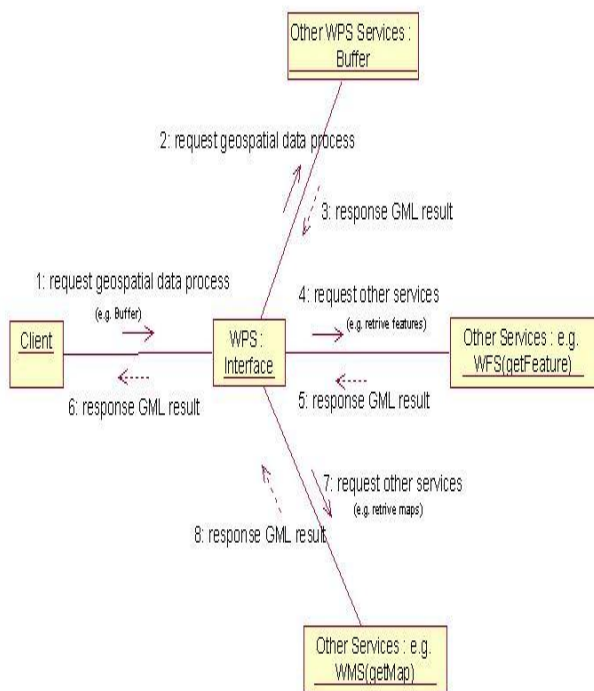 Other WPS Services :
Buffer
2: request geospatial data process
3: response GML result
1: request geospatial data process
(e.g. Buffer)
4: request other services
(e.g. retrive features)
Client
WPS :
Interface
Other Services : e.g.
WFS(getFeature)
6: response GML result
5: response GML result
7: request other services
(e.g. retrive maps)
8: response GML result
Other Services : e.g.
WMS(getMap)